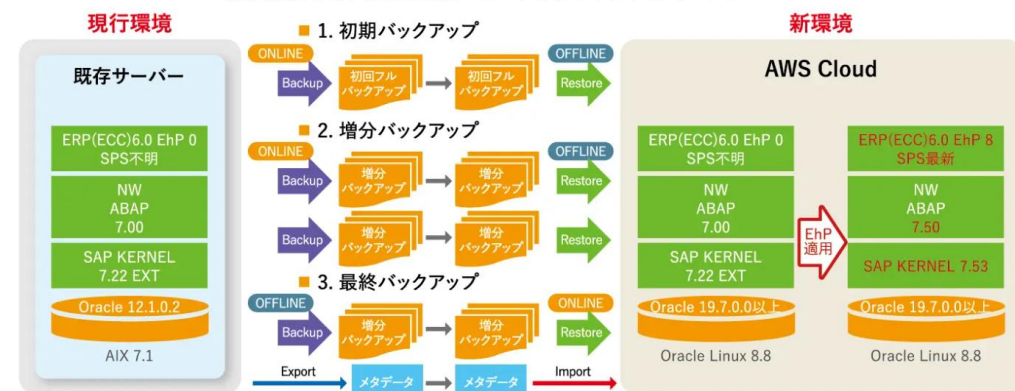 現行環境
既存サーバー
ERP(ECC)6.0 EhP 0
SPS不明
NW
ABAP
7.00
SAP KERNEL
7.22 EXT
Oracle 12.1.0.2
AIX 7.1
1. 初期バックアップ
ONLINE
Backup
初回フル
バックアップ
初回フル
バックアップ
OFFLINE
Restore
2. 増分バックアップ
ONLINE
Backup
増分
バックアップ
増分
バックアップ
OFFLINE
Restore
Backup
増分
バックアップ
増分
バックアップ
Restore
3. 最終バックアップ
OFFLINE
Backup
増分
バックアップ
増分
バックアップ
ONLINE
Restore
Export
メタデータ
メタデータ
Import
新環境
AWS Cloud
ERP(ECC)6.0 EhP 0
SPS不明
NW
ABAP
7.00
SAP KERNEL
7.22 EXT
Oracle 19.7.0.0以上
Oracle Linux 8.8
EhP
適用
ERP(ECC)6.0 EhP 8
SPS最新
NW
ABAP
7.50
SAP KERNEL 7.53
Oracle 19.7.0.0以上
Oracle Linux 8.8